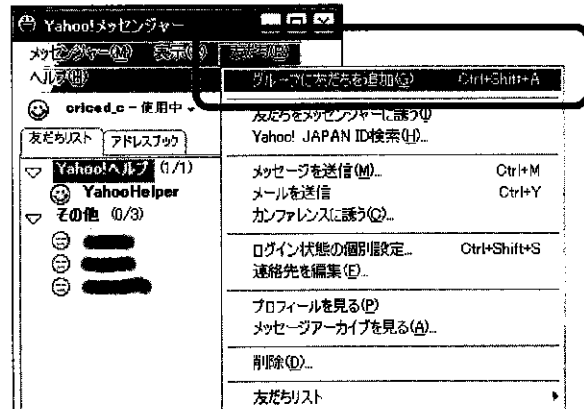 Yahoo!メッセンジャー
メッセンジャー(M) 表示(V) 友だち(F)
ヘルプ(H)
criced_c - 使用中
友だちリスト アドレスブック
Yahoo!ヘルプ (1/1)
YahooHelper
その他 (0/3)
グループに友だちを追加(G) Ctrl+Shift+A
友だちをメッセンジャーに誘う(I)
Yahoo! JAPAN ID検索(H)...
メッセージを送信(M)... Ctrl+M
メールを送信 Ctrl+Y
カンファレンスに誘う(C)...
ログイン状態の個別設定... Ctrl+Shift+S
連絡先を編集(E)...
プロフィールを見る(P)
メッセージアーカイブを見る(A)...
削除(D)...
友だちリスト